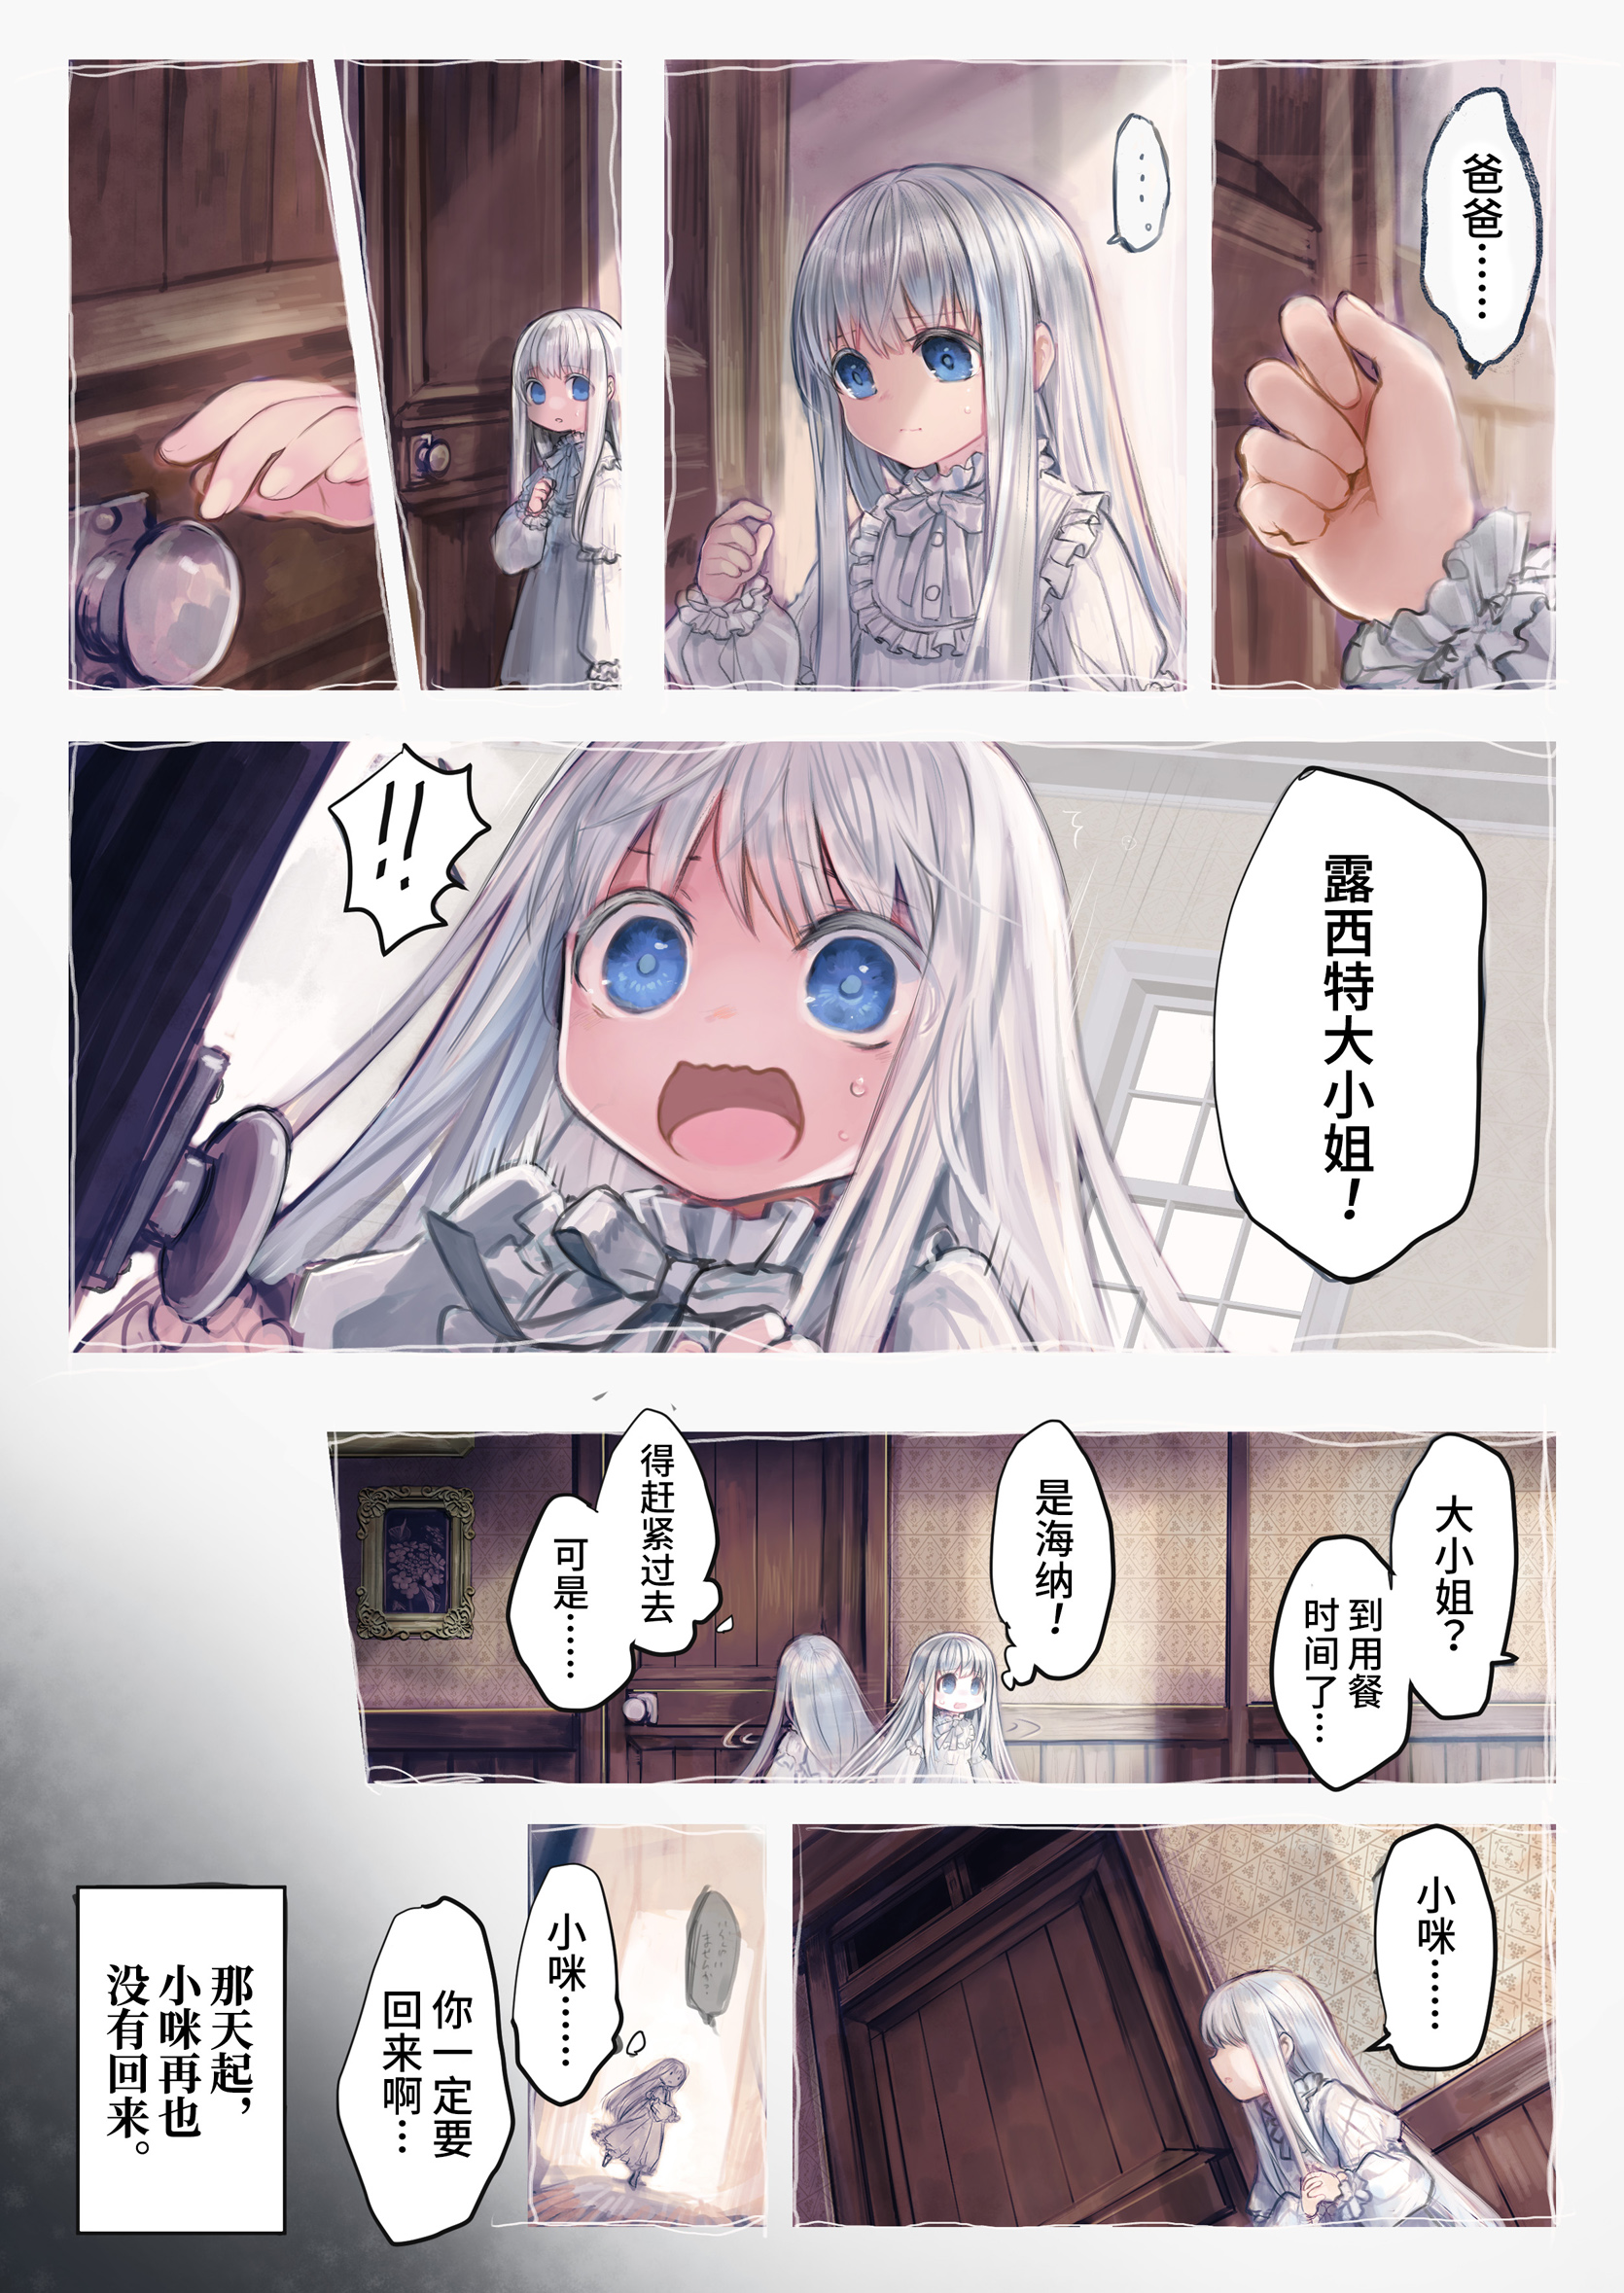 爸爸……
……
露西特大小姐！
!!
大小姐？
到用餐
时间了…
是海纳！
得赶紧过去
可是……
小咪……
小咪……
你一定要
回来啊…
那天起，
小咪再也
没有回来。